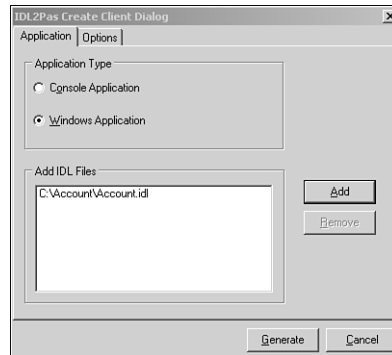 IDL2Pas Create Client Dialog
Application
Options
Application Type
Console Application
Windows Application
Add IDL Files
C:\Account\Account.idl
Add
Remove
Generate
Cancel